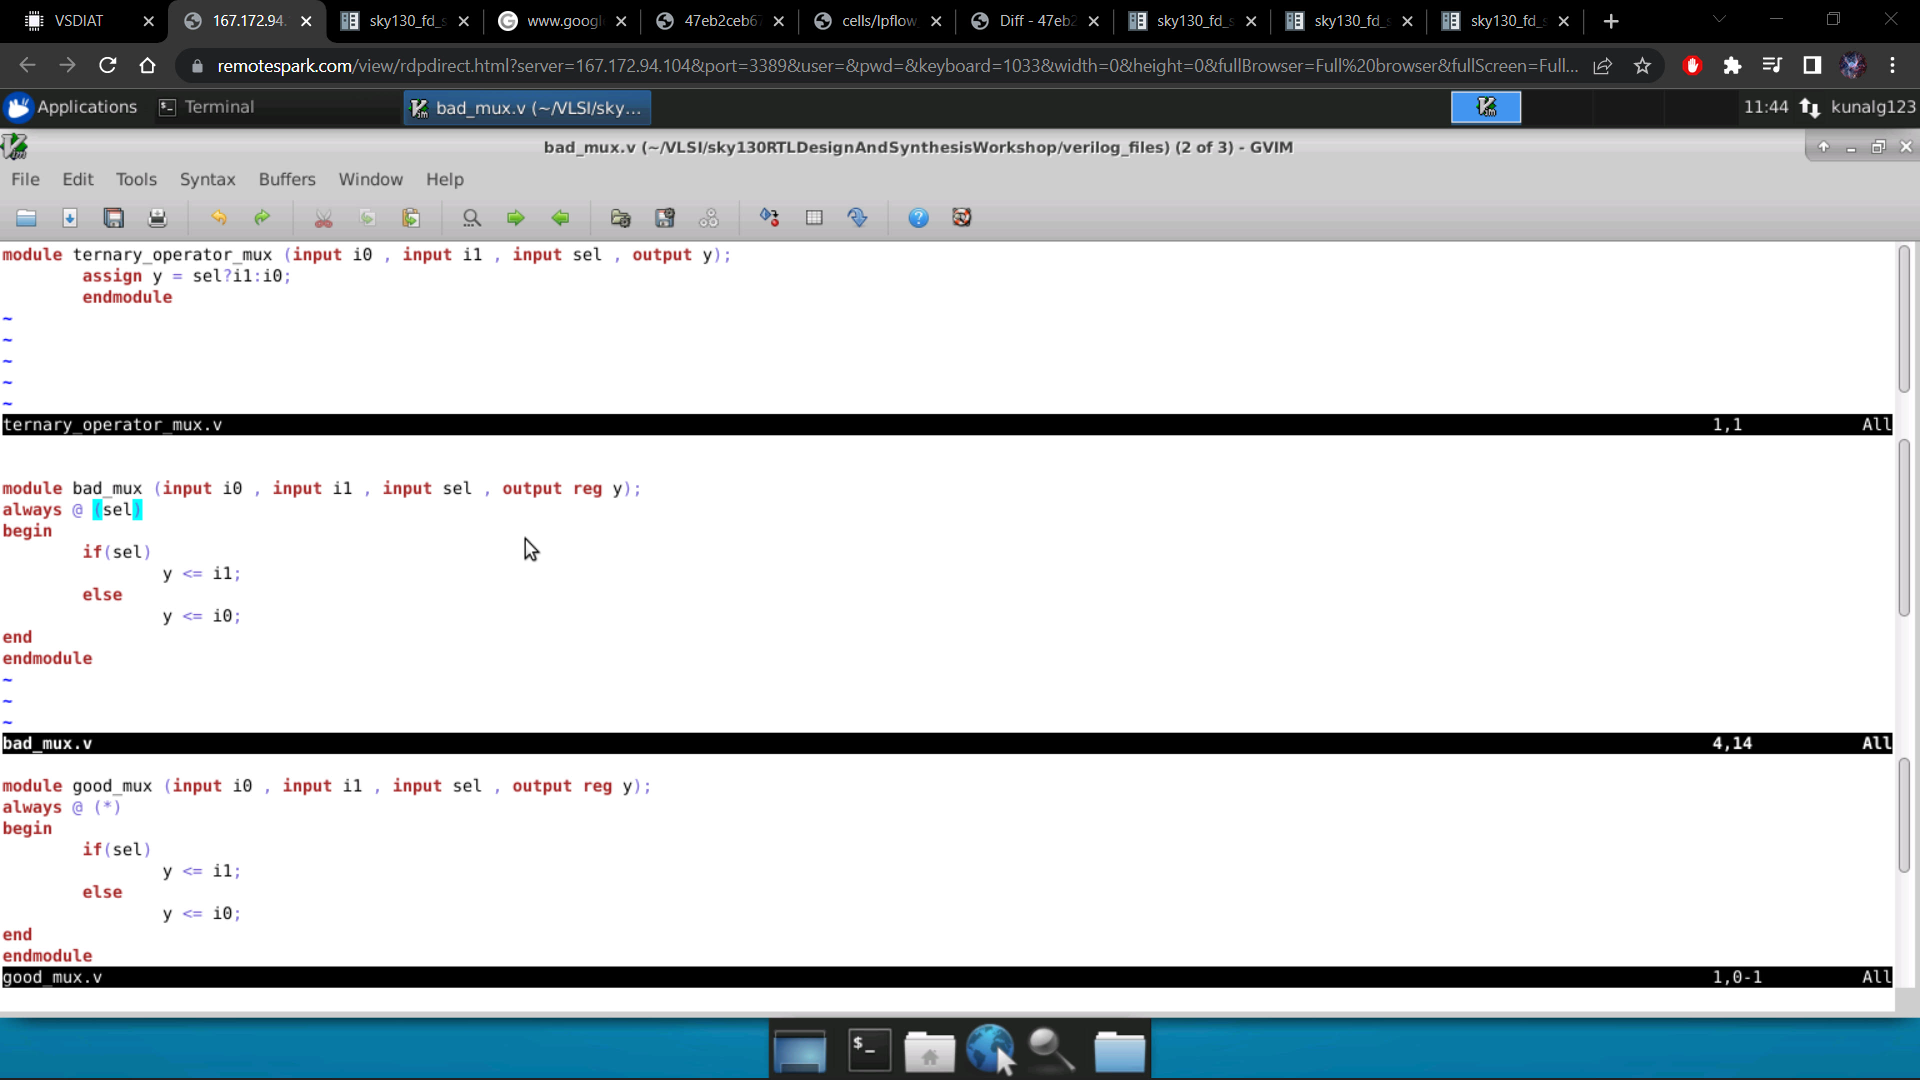 VSDIAT
167.172.94.
sky130_fd_s
www.googl
47eb2ceb67
cells/lpflow
Diff - 47eb2
sky130_fd_s
sky130_fd_s
sky130_fd_s
remotespark.com/view/rdpdirect.html?server=167.172.94.104&port=3389&user=&pwd=&keyboard=1033&width=0&height=0&fullBrowser=Full%20browser&fullScreen=Full...
Applications
Terminal
bad_mux.v (~/VLSI/sky...
11:44
kunalg123
bad_mux.v (~/VLSI/sky130RTLDesignAndSynthesisWorkshop/verilog_files) (2 of 3) - GVIM
File Edit Tools Syntax Buffers Window Help
module ternary_operator_mux (input i0 , input i1 , input sel , output y);
assign y = sel?i1:i0;
endmodule
~
~
~
~
~
ternary_operator_mux.v 1,1 All
module bad_mux (input i0 , input i1 , input sel , output reg y);
always @ (sel)
begin
if(sel)
y <= i1;
else
y <= i0;
end
endmodule
~
~
~
bad_mux.v 4,14 All
module good_mux (input i0 , input i1 , input sel , output reg y);
always @ (*)
begin
if(sel)
y <= i1;
else
y <= i0;
end
endmodule
good_mux.v 1,0-1 All
$_